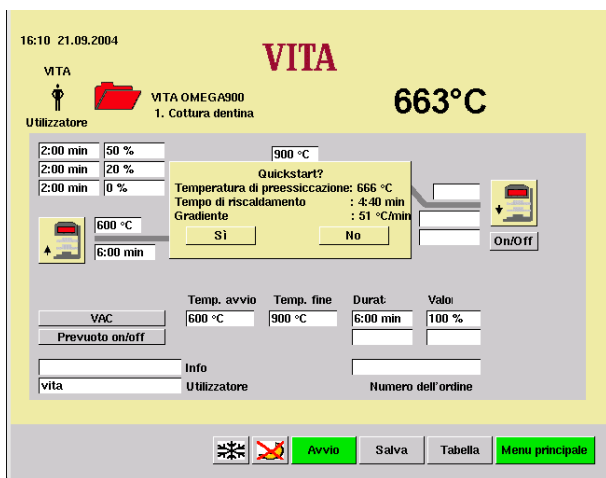 16:10 21.09.2004
VITA
VITA
Utilizzatore
VITA OMEGA900
1. Cottura dentina
663°C
2:00 min 50 %
2:00 min 20 %
2:00 min 0 %
900 °C
Quickstart?
Temperatura di preessiccazione: 666 °C
Tempo di riscaldamento : 4:40 min
Gradiente : 51 °C/min
Sì No
600 °C
6:00 min
On/Off
Temp. avvio Temp. fine Durat Valo
VAC 600 °C 900 °C 6:00 min 100 %
Prevuoto on/off
Info
vita Utilizzatore Numero dell'ordine
Avvio Salva Tabella Menu principale